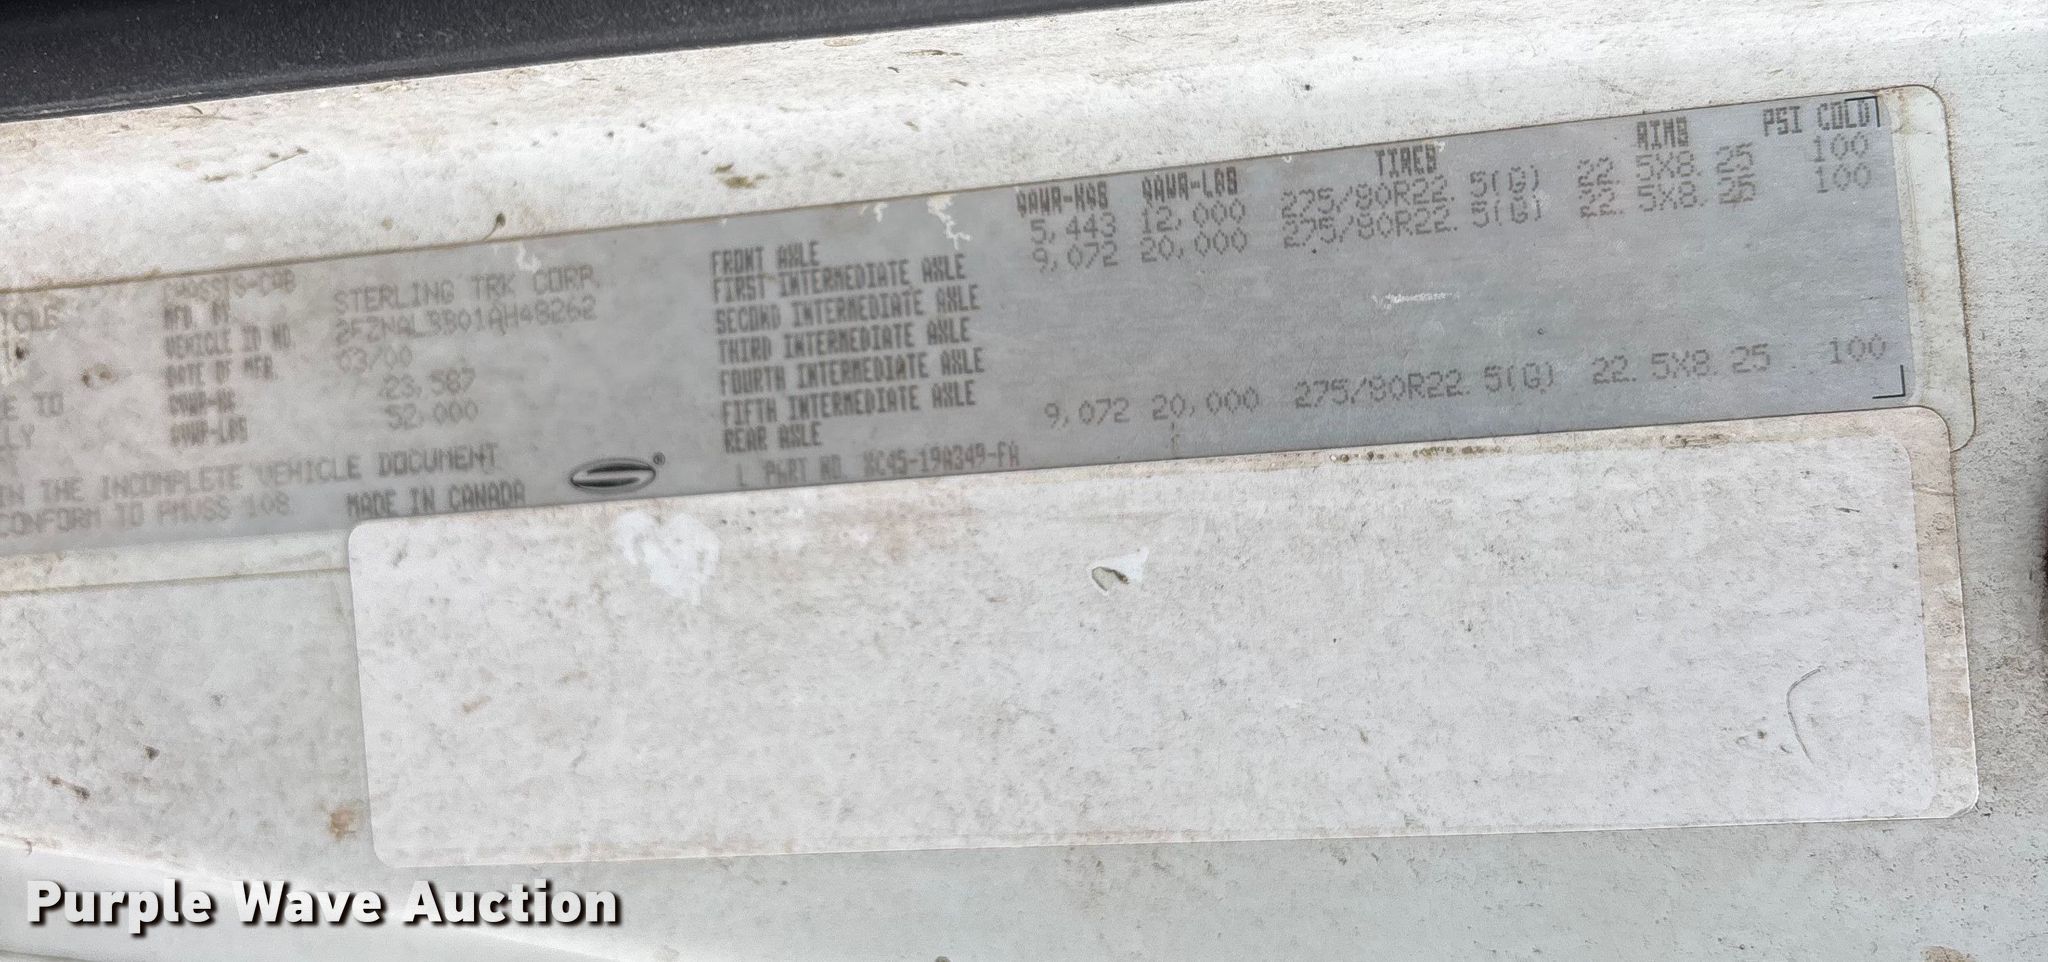 CHASSIS-CAB
MFD. BY STERLING TRK CORP.
VEHICLE ID NO.
DATE OF MFR. 03/00
GVWR-KG 23,587
GVWR-LBS 52,000
IN THE INCOMPLETE VEHICLE DOCUMENT
CONFORM TO FMVSS 108 MADE IN CANADA
GAWR-KGS GAWR-LBS TIRES RIMS PSI COLD
FRONT AXLE 5,443 12,000 275/80R22.5(G) 22.5X8.25 100
FIRST INTERMEDIATE AXLE 9,072 20,000 275/80R22.5(G) 22.5X8.25 100
SECOND INTERMEDIATE AXLE
THIRD INTERMEDIATE AXLE
FOURTH INTERMEDIATE AXLE
FIFTH INTERMEDIATE AXLE
REAR AXLE 9,072 20,000 275/80R22.5(G) 22.5X8.25 100
PART NO. XC45-19A349-FA
Purple Wave Auction